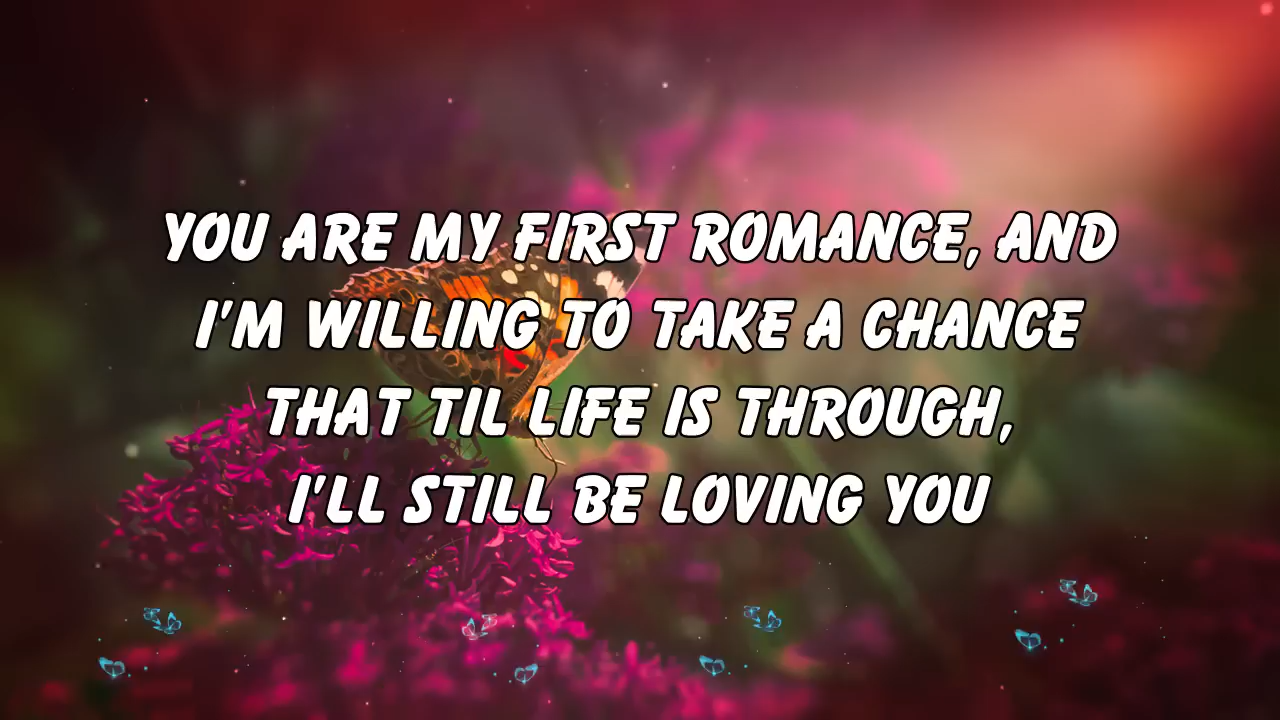 YOU ARE MY FIRST ROMANCE, AND
I'M WILLING TO TAKE A CHANCE
THAT TIL LIFE IS THROUGH,
I'LL STILL BE LOVING YOU